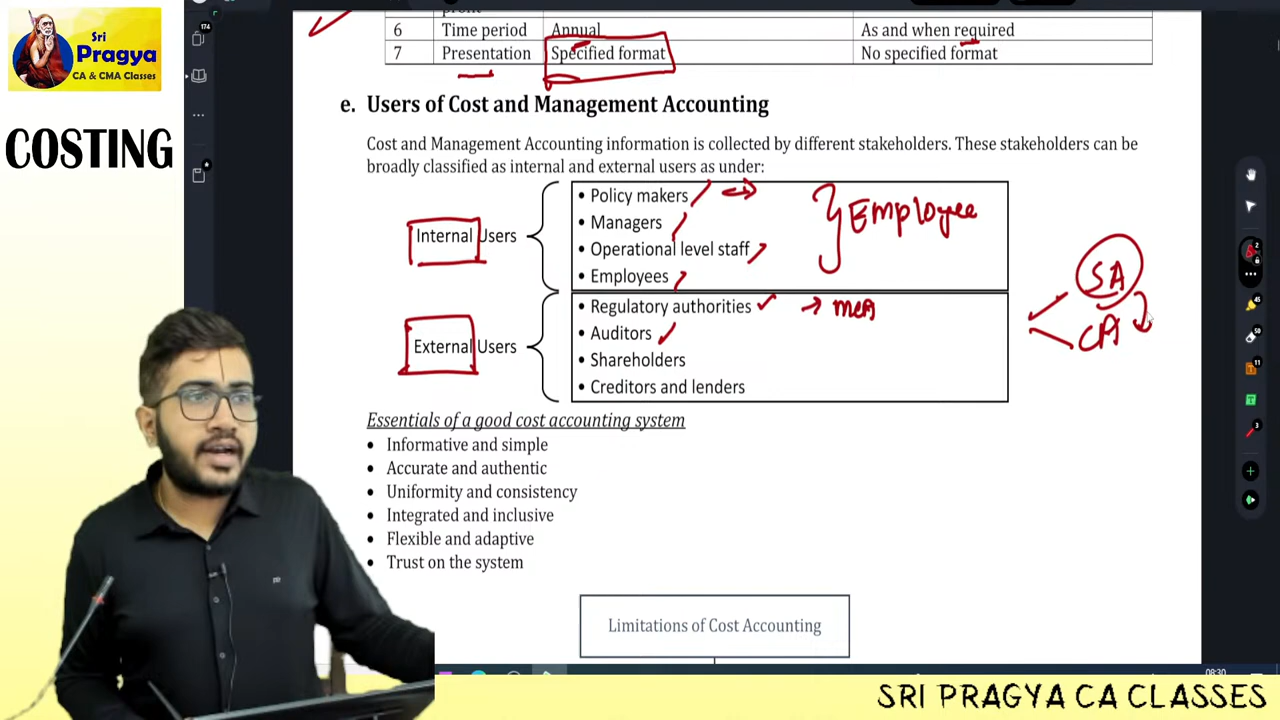 Sri
Pragya
CA & CMA Classes
COSTING
6 Time period Annual As and when required
7 Presentation Specified format No specified format
e. Users of Cost and Management Accounting
Cost and Management Accounting information is collected by different stakeholders. These stakeholders can be
broadly classified as internal and external users as under:
Internal Users
• Policy makers
• Managers
• Operational level staff
• Employees
Employee
External Users
• Regulatory authorities
• Auditors
• Shareholders
• Creditors and lenders
MCA
SA
CA
Essentials of a good cost accounting system
• Informative and simple
• Accurate and authentic
• Uniformity and consistency
• Integrated and inclusive
• Flexible and adaptive
• Trust on the system
Limitations of Cost Accounting
SRI PRAGYA CA CLASSES